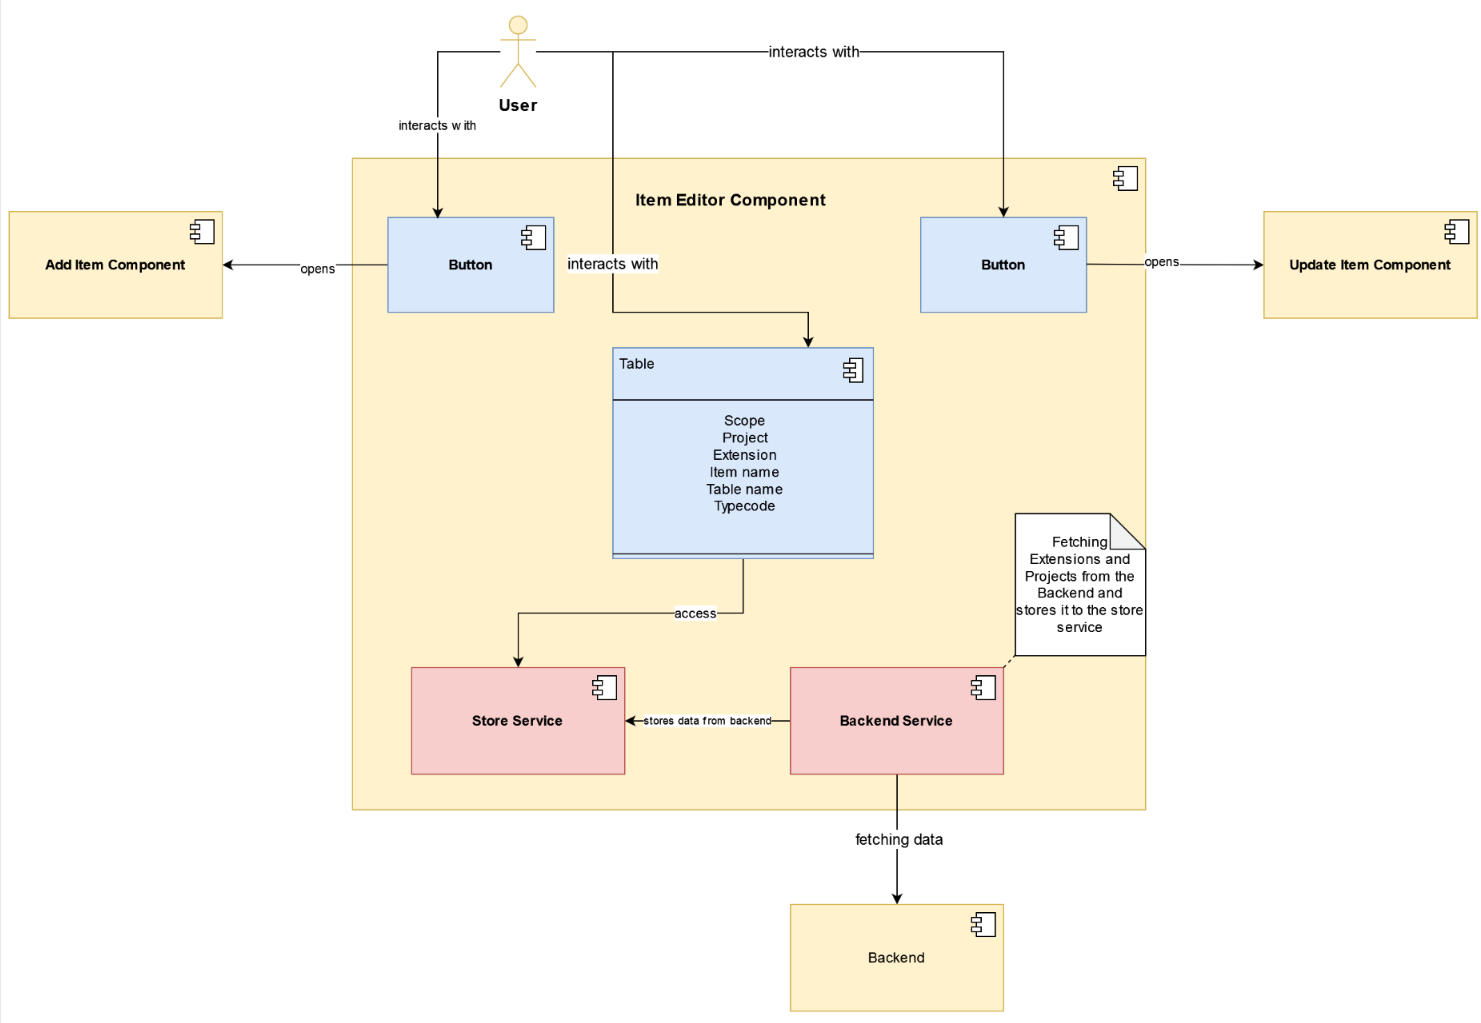 User
interacts with
interacts with
Item Editor Component
Add Item Component
opens
Button
interacts with
Button
opens
Update Item Component
Table
Scope
Project
Extension
Item name
Table name
Typecode
Fetching
Extensions and
Projects from the
Backend and
stores it to the store
service
access
Store Service
stores data from backend
Backend Service
fetching data
Backend